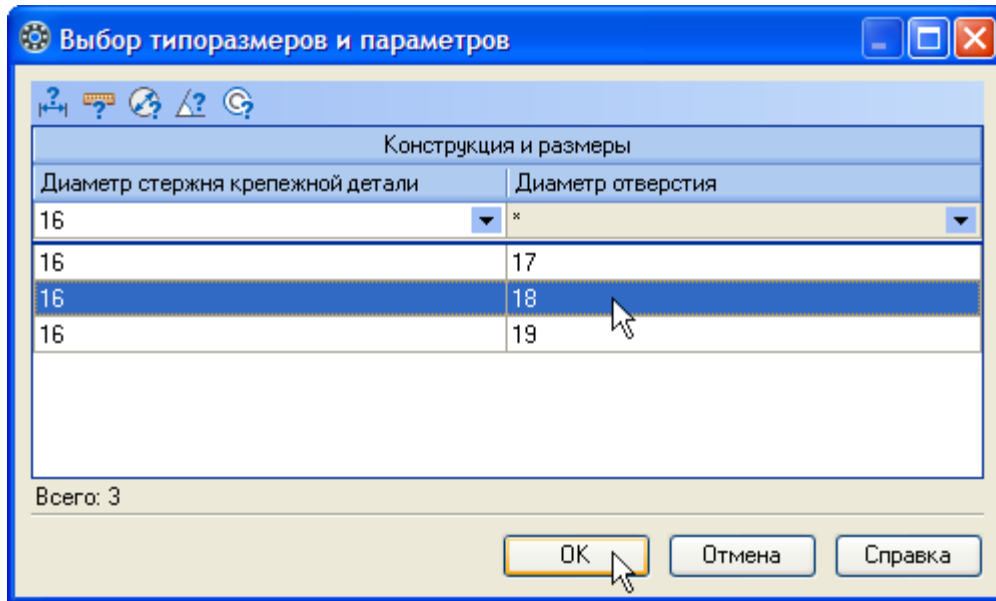 Выбор типоразмеров и параметров
Конструкция и размеры
Диаметр стержня крепежной детали Диаметр отверстия
16 *
16 17
16 18
16 19
Всего: 3
OK Отмена Справка